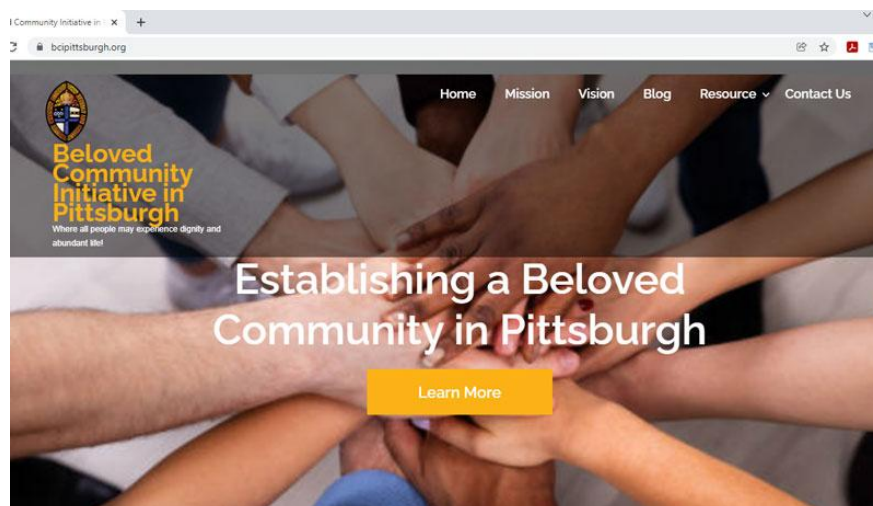 Community Initiative in
bcipittsburgh.org
Home Mission Vision Blog Resource Contact Us
Beloved
Community
Initiative in
Pittsburgh
Where all people may experience dignity and
abundant life!
Establishing a Beloved
Community in Pittsburgh
Learn More